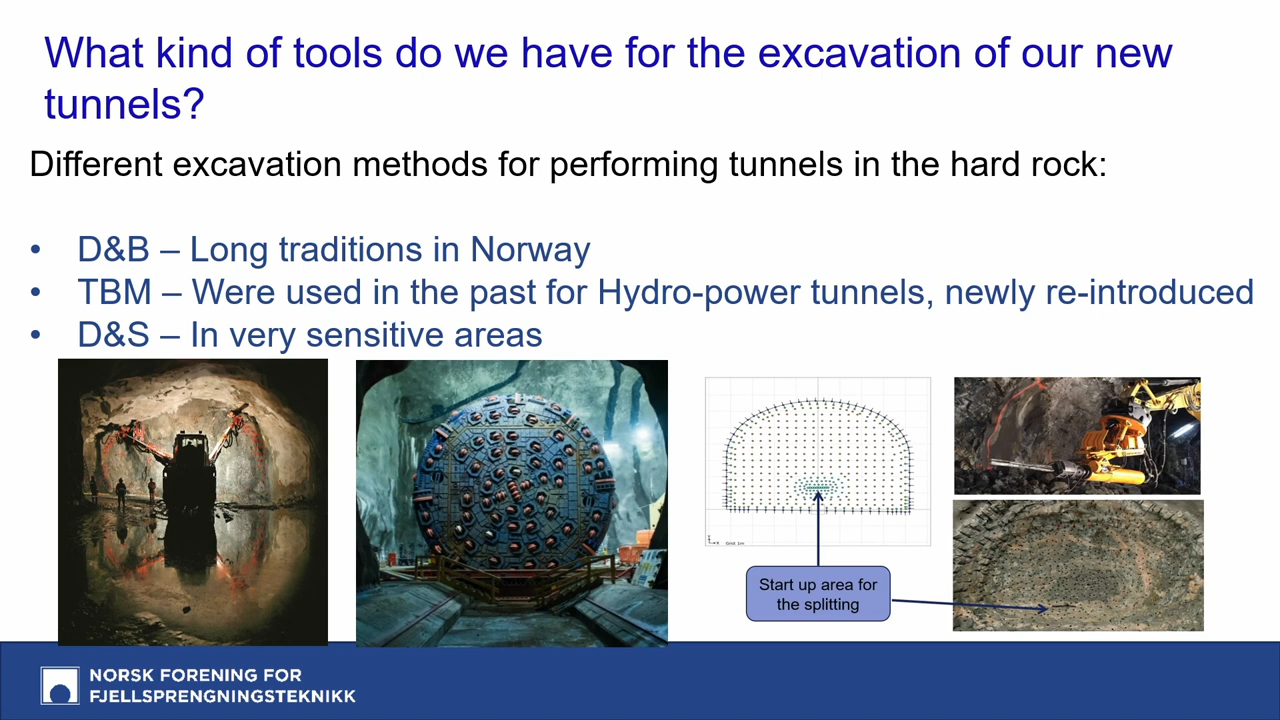 What kind of tools do we have for the excavation of our new
tunnels?
Different excavation methods for performing tunnels in the hard rock:
• D&B – Long traditions in Norway
• TBM – Were used in the past for Hydro-power tunnels, newly re-introduced
• D&S – In very sensitive areas
Start up area for
the splitting
NORSK FORENING FOR
FJELLSPRENGNINGSTEKNIKK